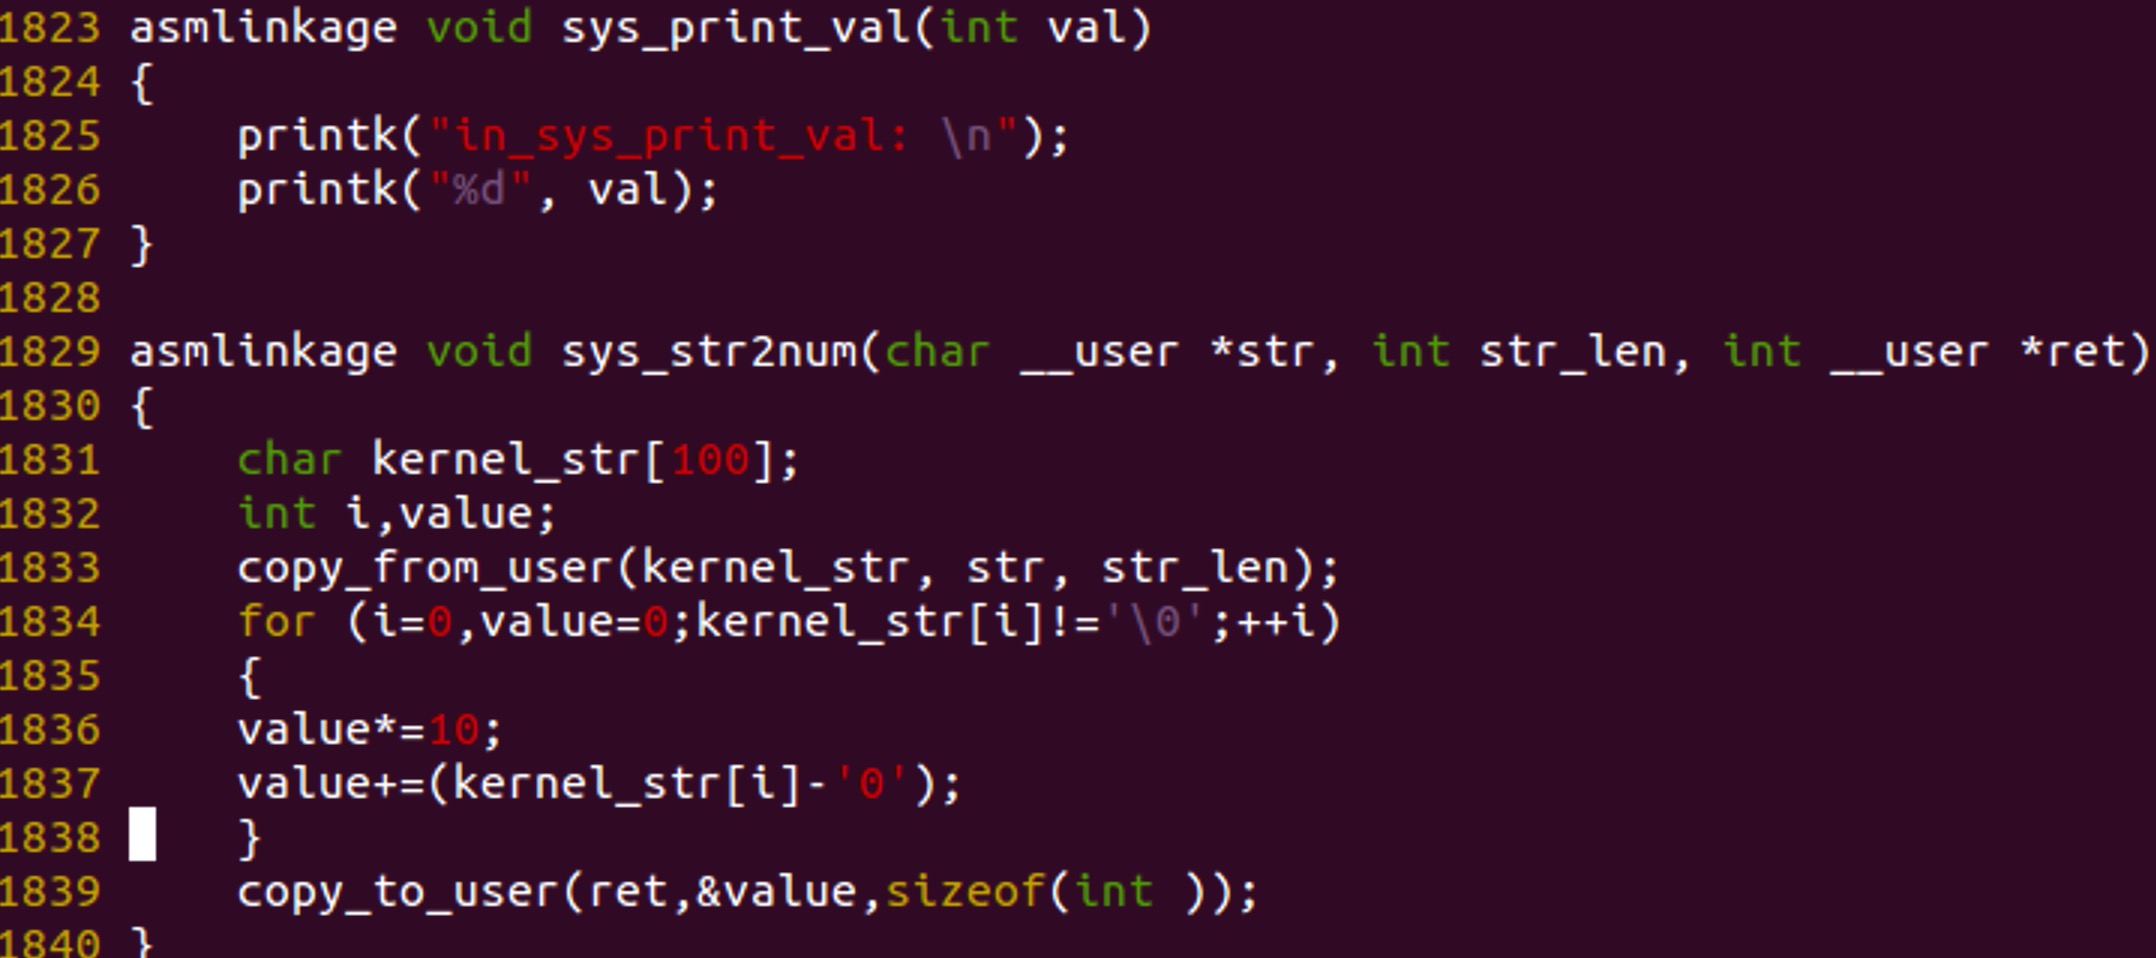 1823 asmlinkage void sys_print_val(int val)
1824 {
1825     printk("in_sys_print_val: \n");
1826     printk("%d", val);
1827 }
1828
1829 asmlinkage void sys_str2num(char __user *str, int str_len, int __user *ret)
1830 {
1831     char kernel_str[100];
1832     int i,value;
1833     copy_from_user(kernel_str, str, str_len);
1834     for (i=0,value=0;kernel_str[i]!='\0';++i)
1835     {
1836     value*=10;
1837     value+=(kernel_str[i]-'0');
1838     }
1839     copy_to_user(ret,&value,sizeof(int ));
1840 }